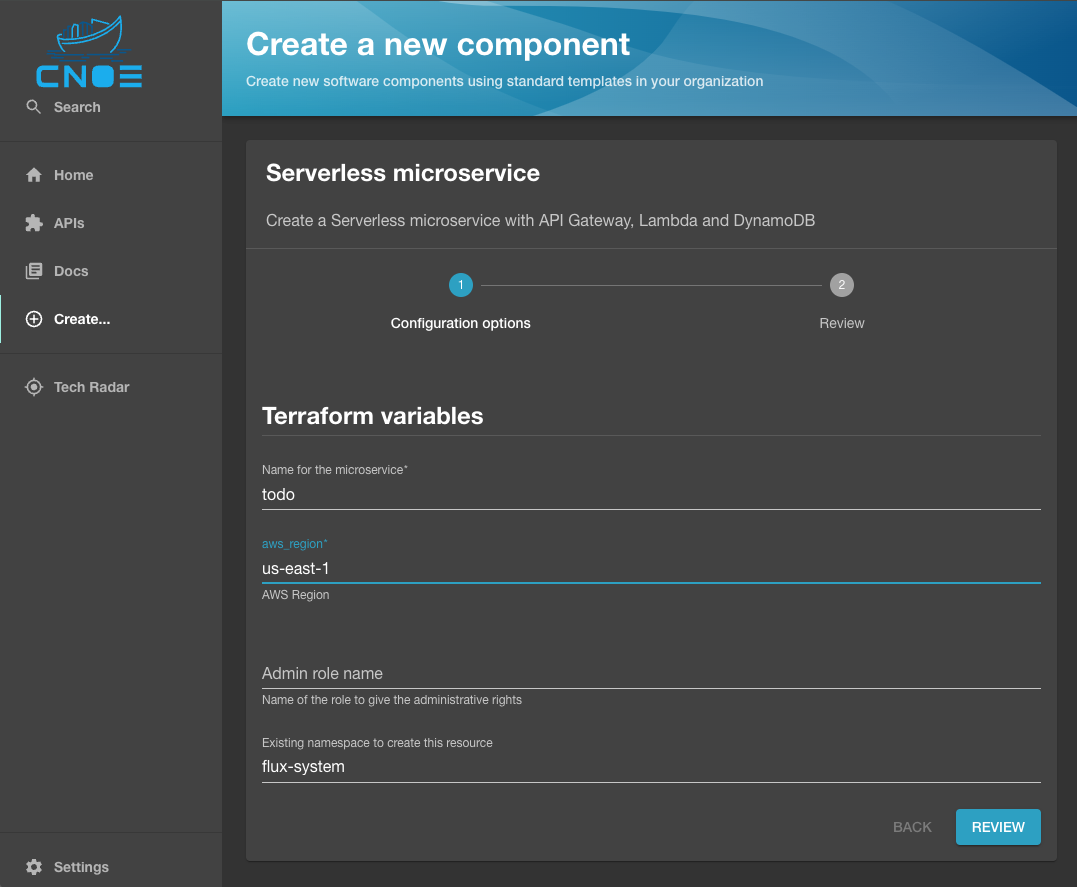 CNOE
Search
Home
APIs
Docs
Create...
Tech Radar
Settings
Create a new component
Create new software components using standard templates in your organization
Serverless microservice
Create a Serverless microservice with API Gateway, Lambda and DynamoDB
1
Configuration options
2
Review
Terraform variables
Name for the microservice*
todo
aws_region*
us-east-1
AWS Region
Admin role name
Name of the role to give the administrative rights
Existing namespace to create this resource
flux-system
BACK
REVIEW